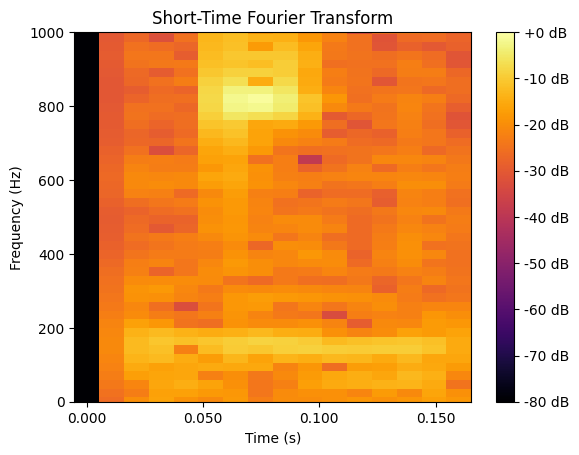 Short-Time Fourier Transform
1000
800
600
400
200
0
Frequency (Hz)
0.000
0.050
0.100
0.150
Time (s)
+0 dB
-10 dB
-20 dB
-30 dB
-40 dB
-50 dB
-60 dB
-70 dB
-80 dB